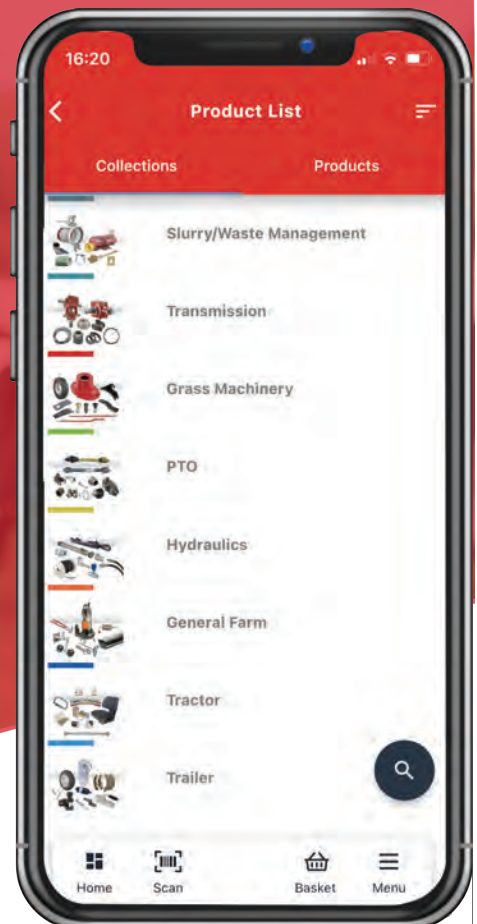 16:20
Product List
Collections Products
Slurry/Waste Management
Transmission
Grass Machinery
PTO
Hydraulics
General Farm
Tractor
Trailer
Home Scan Basket Menu